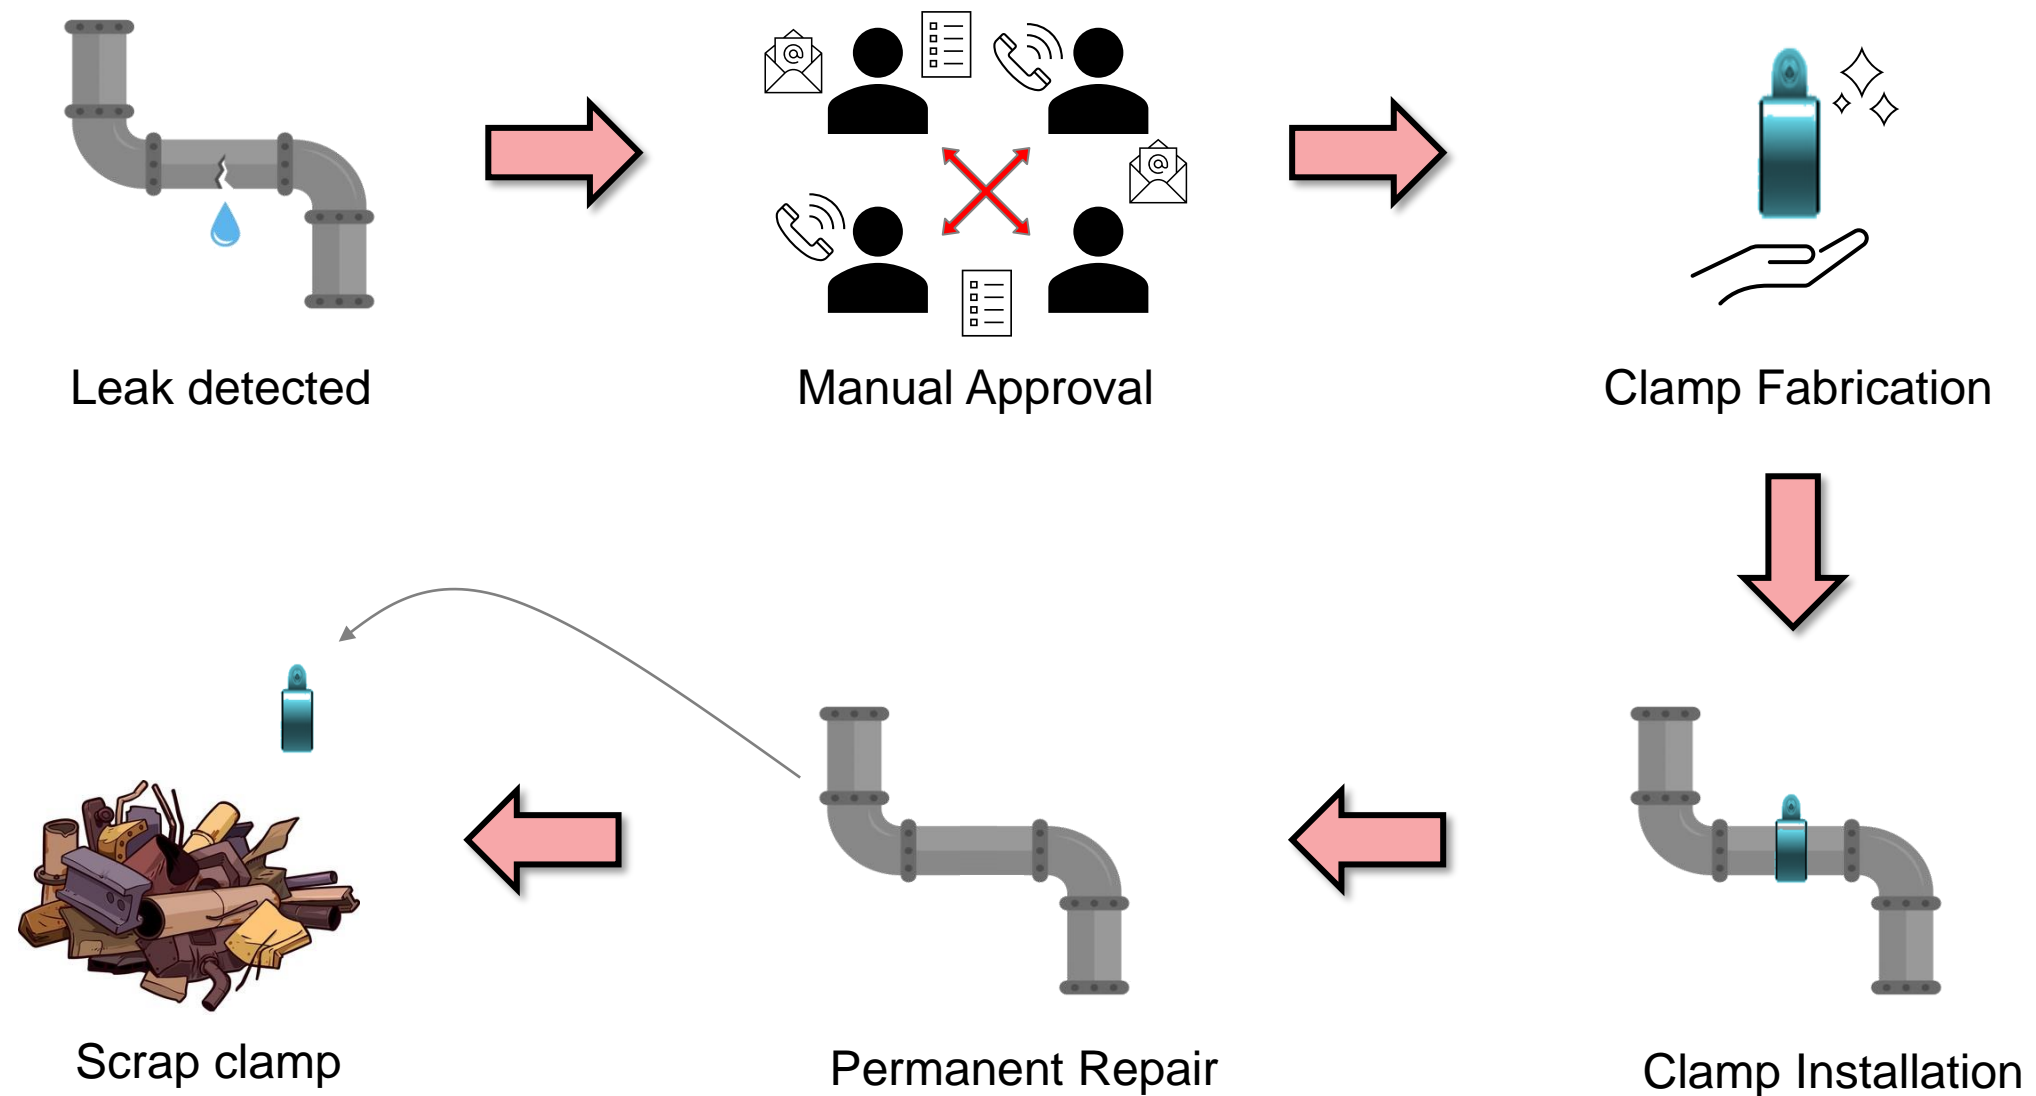 Leak detected
Manual Approval
Clamp Fabrication
Scrap clamp
Permanent Repair
Clamp Installation